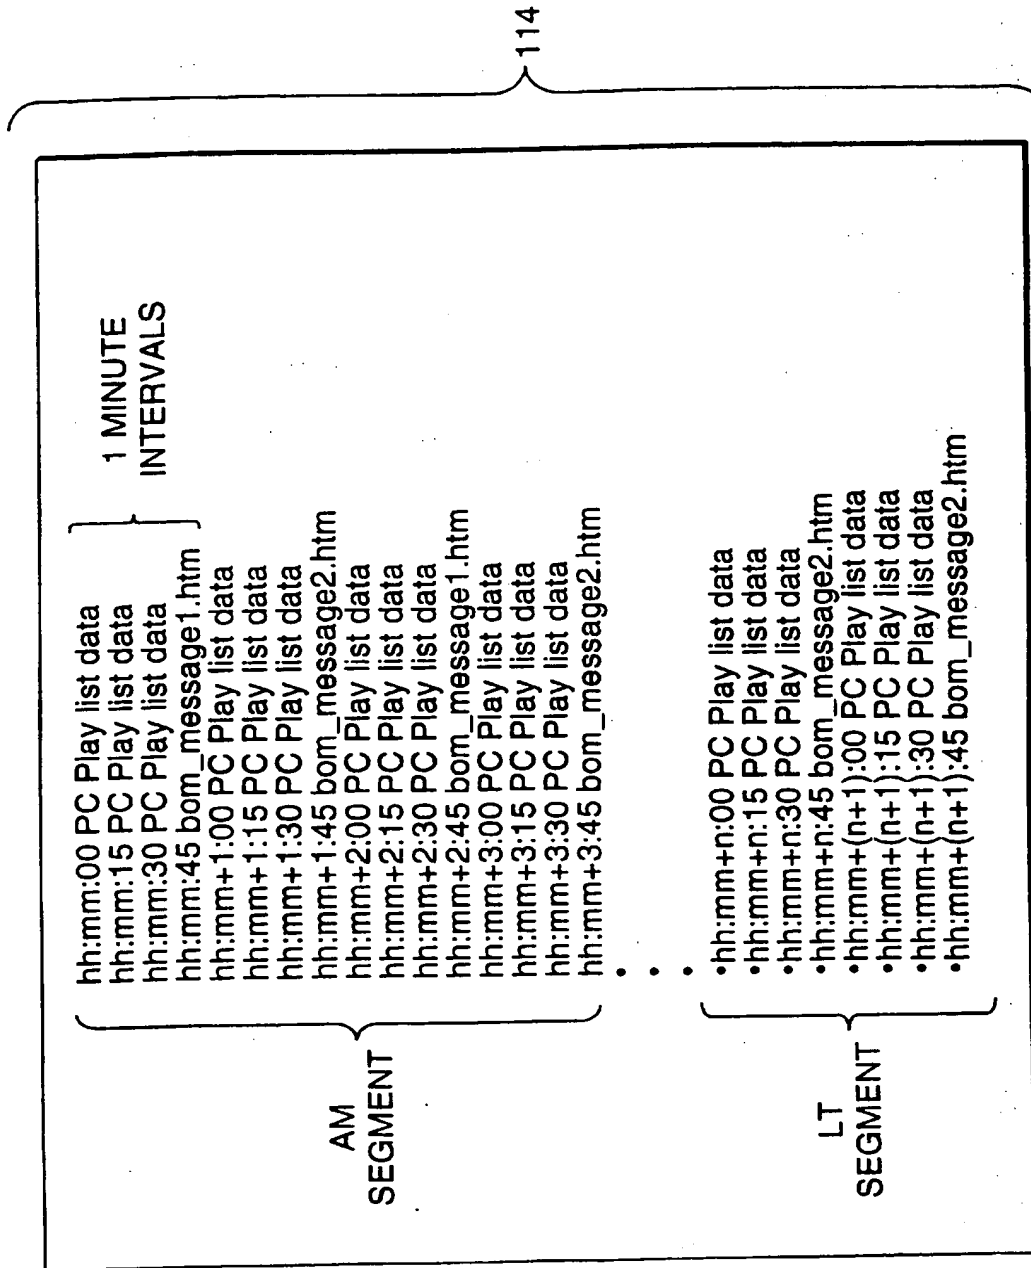 hh:mm:00 PC Play list data
hh:mm:15 PC Play list data
hh:mm:30 PC Play list data
hh:mm:45 bom_message1.htm
1 MINUTE
INTERVALS
hh:mm+1:00 PC Play list data
hh:mm+1:15 PC Play list data
hh:mm+1:30 PC Play list data
hh:mm+1:45 bom_message2.htm
hh:mm+2:00 PC Play list data
hh:mm+2:15 PC Play list data
hh:mm+2:30 PC Play list data
hh:mm+2:45 bom_message1.htm
hh:mm+3:00 PC Play list data
hh:mm+3:15 PC Play list data
hh:mm+3:30 PC Play list data
hh:mm+3:45 bom_message2.htm
AM
SEGMENT
•
•
•
•hh:mm+n:00 PC Play list data
•hh:mm+n:15 PC Play list data
•hh:mm+n:30 PC Play list data
•hh:mm+n:45 bom_message2.htm
•hh:mm+(n+1):00 PC Play list data
•hh:mm+(n+1):15 PC Play list data
•hh:mm+(n+1):30 PC Play list data
•hh:mm+(n+1):45 bom_message2.htm
LT
SEGMENT
114